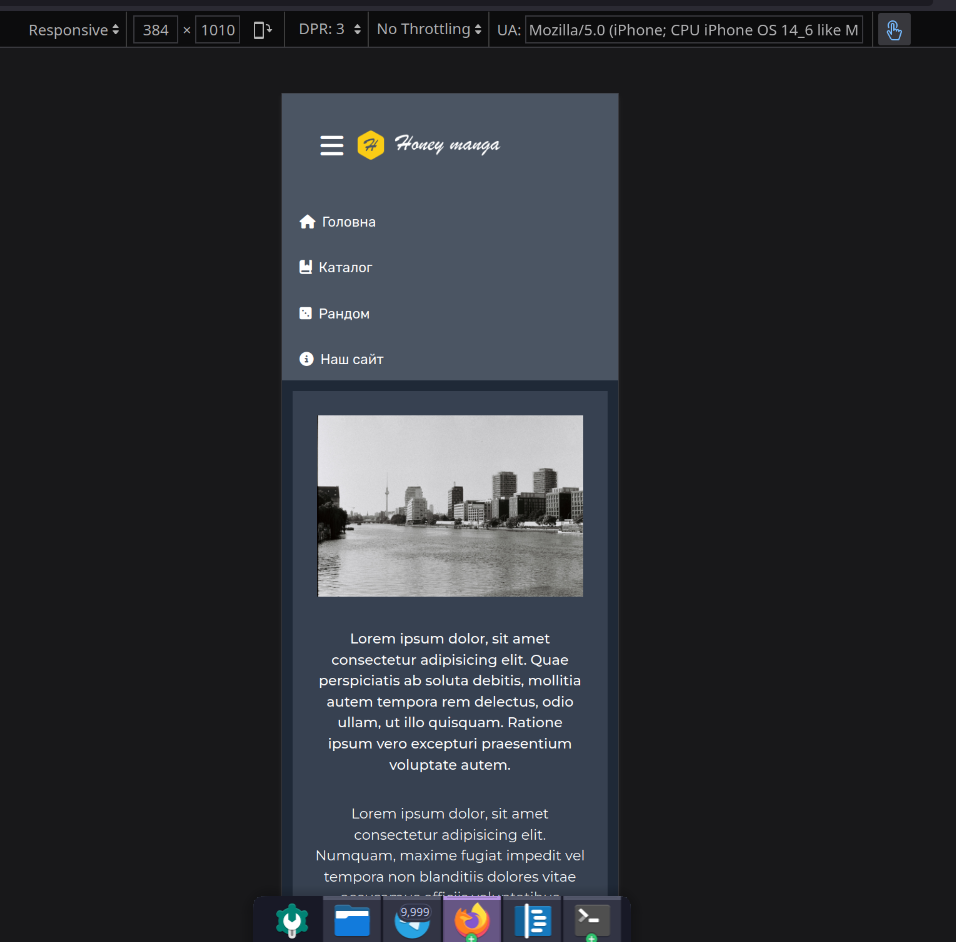 Responsive 384 × 1010 DPR: 3 No Throttling UA: Mozilla/5.0 (iPhone; CPU iPhone OS 14_6 like M
H Honey manga
Головна
Каталог
Рандом
Наш сайт
Lorem ipsum dolor, sit amet
consectetur adipisicing elit. Quae
perspiciatis ab soluta debitis, mollitia
autem tempora rem delectus, odio
ullam, ut illo quisquam. Ratione
ipsum vero excepturi praesentium
voluptate autem.
Lorem ipsum dolor, sit amet
consectetur adipisicing elit.
Numquam, maxime fugiat impedit vel
tempora non blanditiis dolores vitae
9,999